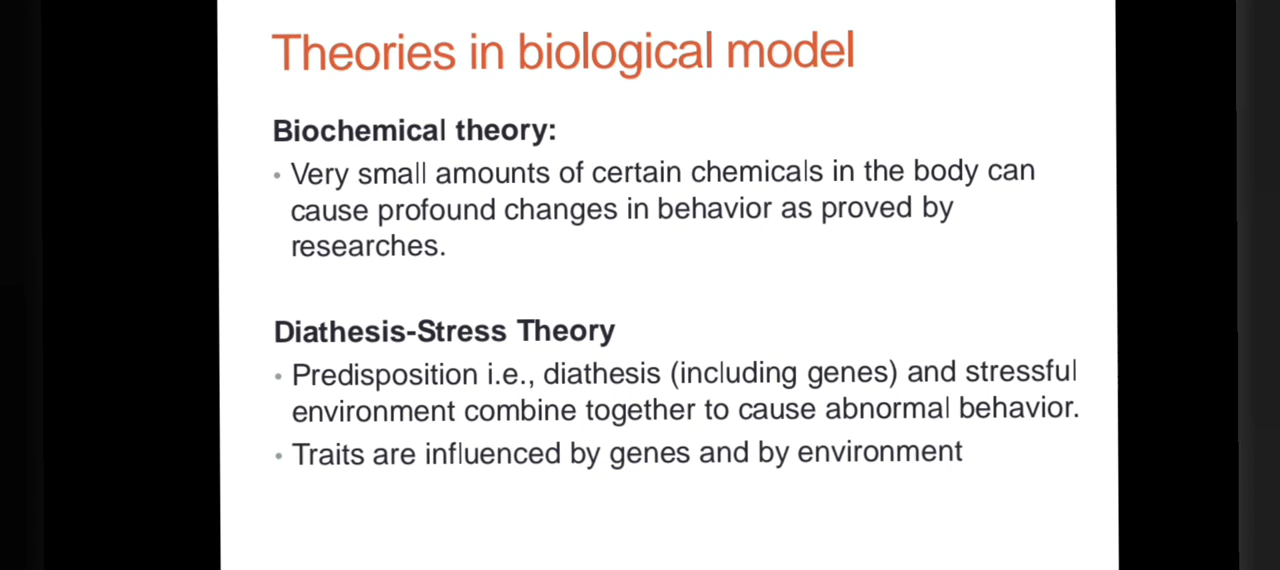 Theories in biological model
Biochemical theory:
• Very small amounts of certain chemicals in the body can
cause profound changes in behavior as proved by
researches.
Diathesis-Stress Theory
• Predisposition i.e., diathesis (including genes) and stressful
environment combine together to cause abnormal behavior.
• Traits are influenced by genes and by environment